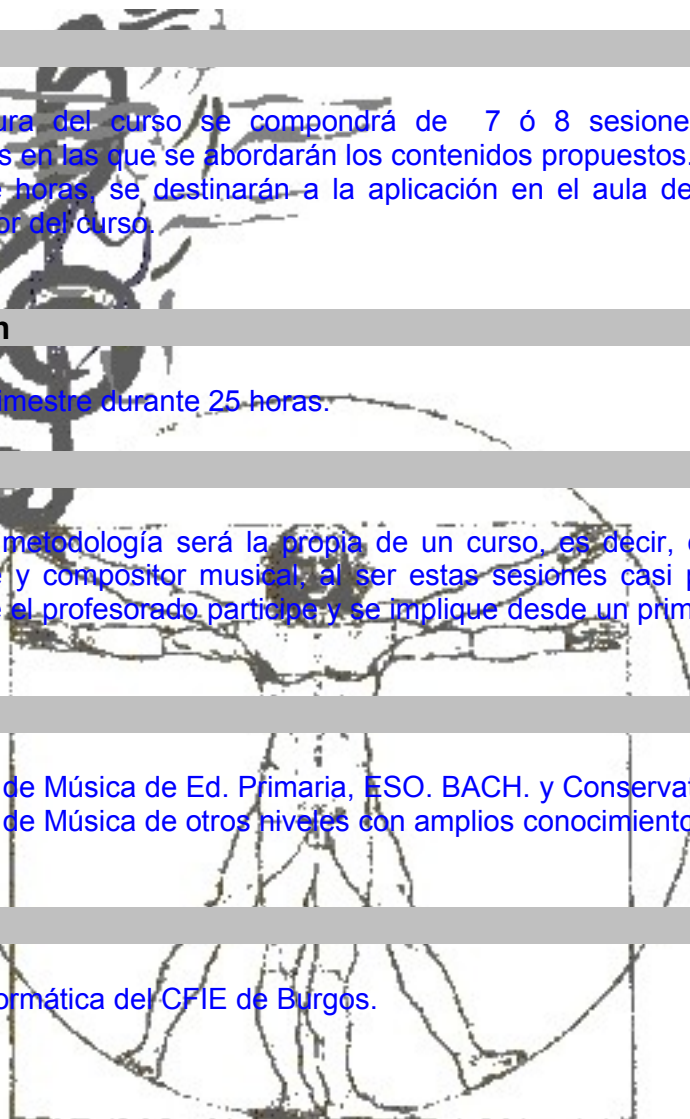 ura del curso se compondrá de 7 ó 8 sesione
s en las que se abordarán los contenidos propuestos.
e horas, se destinarán a la aplicación en el aula de
or del curso.
n
imestre durante 25 horas.
metodología será la propia de un curso, es decir,
e y compositor musical, al ser estas sesiones casi p
e el profesorado participe y se implique desde un prim
de Música de Ed. Primaria, ESO. BACH. y Conservat
de Música de otros niveles con amplios conocimiento
ormática del CFIE de Burgos.